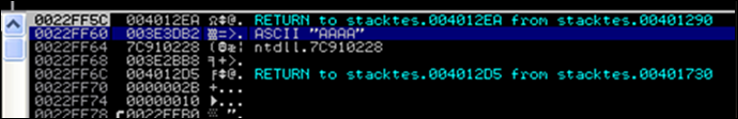 0022FF5C 004012EA Ω‡@. RETURN to stacktes.004012EA from stacktes.00401290
0022FF60 003E3DB2 ▓=>. ASCII "AAAA"
0022FF64 7C910228 (☻æ| ntdll.7C910228
0022FF68 003E2BB8 ╕+>.
0022FF6C 004012D5 ╒‡@. RETURN to stacktes.004012D5 from stacktes.00401730
0022FF70 0000002B +...
0022FF74 00000010 ►...
0022FF78 0022FFB0 ░ ".